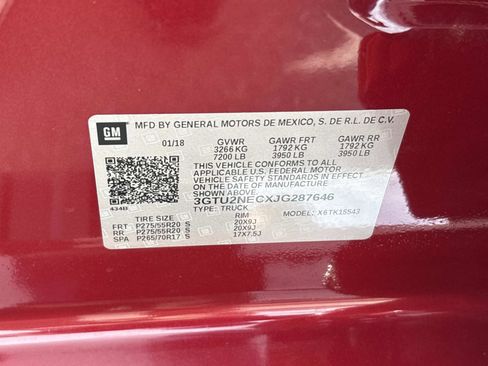 GM
MFD BY GENERAL MOTORS DE MEXICO, S. DE R.L. DE C.V.
01/18 GVWR GAWR FRT GAWR RR
3266 KG 1792 KG 1792 KG
7200 LB 3950 LB 3950 LB
THIS VEHICLE CONFORMS TO ALL
APPLICABLE U.S. FEDERAL MOTOR
VEHICLE SAFETY STANDARDS IN EFFECT
ON THE DATE OF MANUFACTURE SHOWN ABOVE.
3GTU2NECXJG287646
TYPE: TRUCK MODEL: X6TK15543
4348
TIRE SIZE RIM
FRT P275/55R20 S 20X9J
RR P275/55R20 S 20X9J
SPA P265/70R17 S 17X7.5J